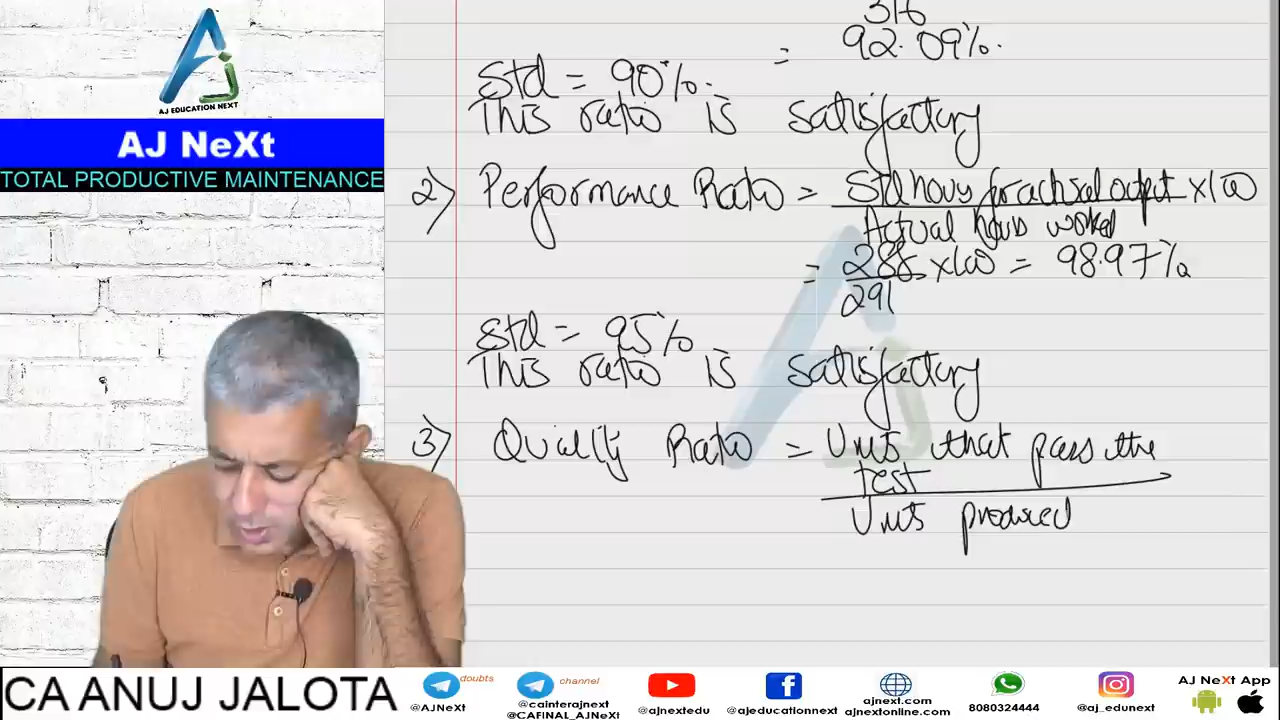 AJ EDUCATION NEXT
AJ NeXt
TOTAL PRODUCTIVE MAINTENANCE
316
= 92.09%.
Std = 90%.
This ratio is satisfactory
2) Performance Ratio = Std hours for actual output x100
Actual hours worked
= 288 x100 = 98.97%
291
Std = 95%
This ratio is satisfactory
3) Quality Ratio = Units that pass the
test
Units produced
CA ANUJ JALOTA
doubts
@AJNeXt
channel
@cainterajnext
@CAFINAL_AJNeXt
@ajnextedu
@ajeducationnext
ajnext.com
ajnextonline.com
8080324444
@aj_edunext
AJ NeXt App